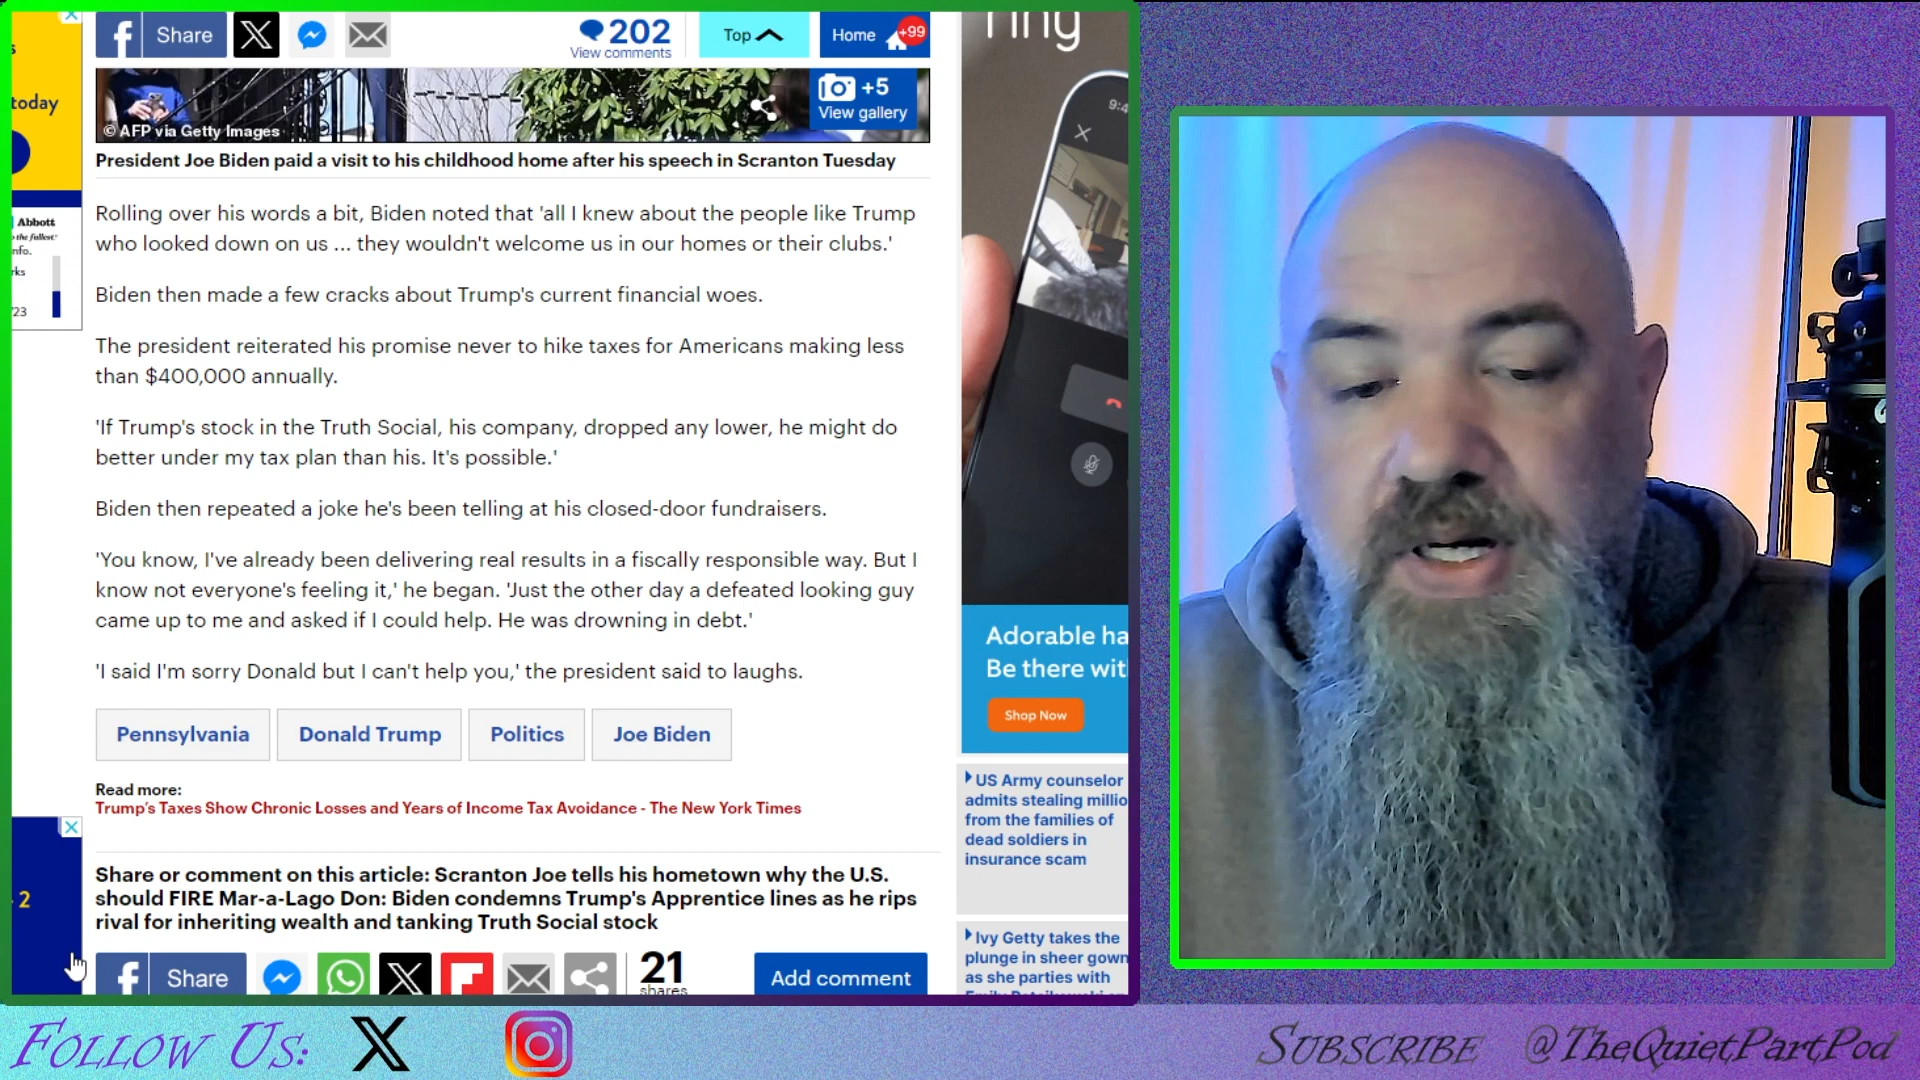 today
Abbott
23
2
Share
202
View comments
Top
Home
+99
+5
View gallery
© AFP via Getty Images
President Joe Biden paid a visit to his childhood home after his speech in Scranton Tuesday
Rolling over his words a bit, Biden noted that 'all I knew about the people like Trump
who looked down on us ... they wouldn't welcome us in our homes or their clubs.'
Biden then made a few cracks about Trump's current financial woes.
The president reiterated his promise never to hike taxes for Americans making less
than $400,000 annually.
'If Trump's stock in the Truth Social, his company, dropped any lower, he might do
better under my tax plan than his. It's possible.'
Biden then repeated a joke he's been telling at his closed-door fundraisers.
'You know, I've already been delivering real results in a fiscally responsible way. But I
know not everyone's feeling it,' he began. 'Just the other day a defeated looking guy
came up to me and asked if I could help. He was drowning in debt.'
'I said I'm sorry Donald but I can't help you,' the president said to laughs.
Pennsylvania
Donald Trump
Politics
Joe Biden
Read more:
Trump's Taxes Show Chronic Losses and Years of Income Tax Avoidance - The New York Times
Share or comment on this article: Scranton Joe tells his hometown why the U.S.
should FIRE Mar-a-Lago Don: Biden condemns Trump's Apprentice lines as he rips
rival for inheriting wealth and tanking Truth Social stock
Share
21
shares
Add comment
ring
9:4
Adorable ha
Be there wit
Shop Now
US Army counselor
admits stealing millio
from the families of
dead soldiers in
insurance scam
Ivy Getty takes the
plunge in sheer gown
as she parties with
FOLLOW US:
SUBSCRIBE @THEQUIETPARTPOD